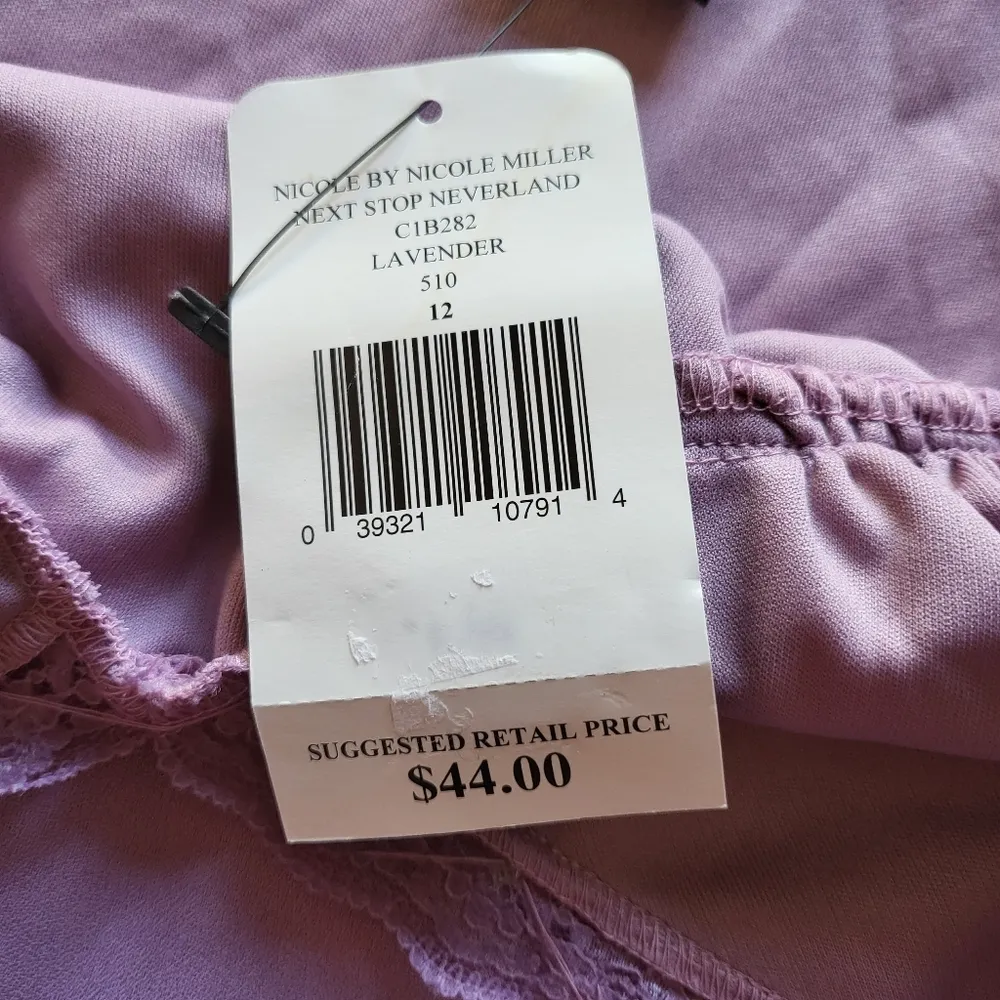 NICOLE BY NICOLE MILLER
NEXT STOP NEVERLAND
C1B282
LAVENDER
510
12
0 39321 10791 4
SUGGESTED RETAIL PRICE
$44.00